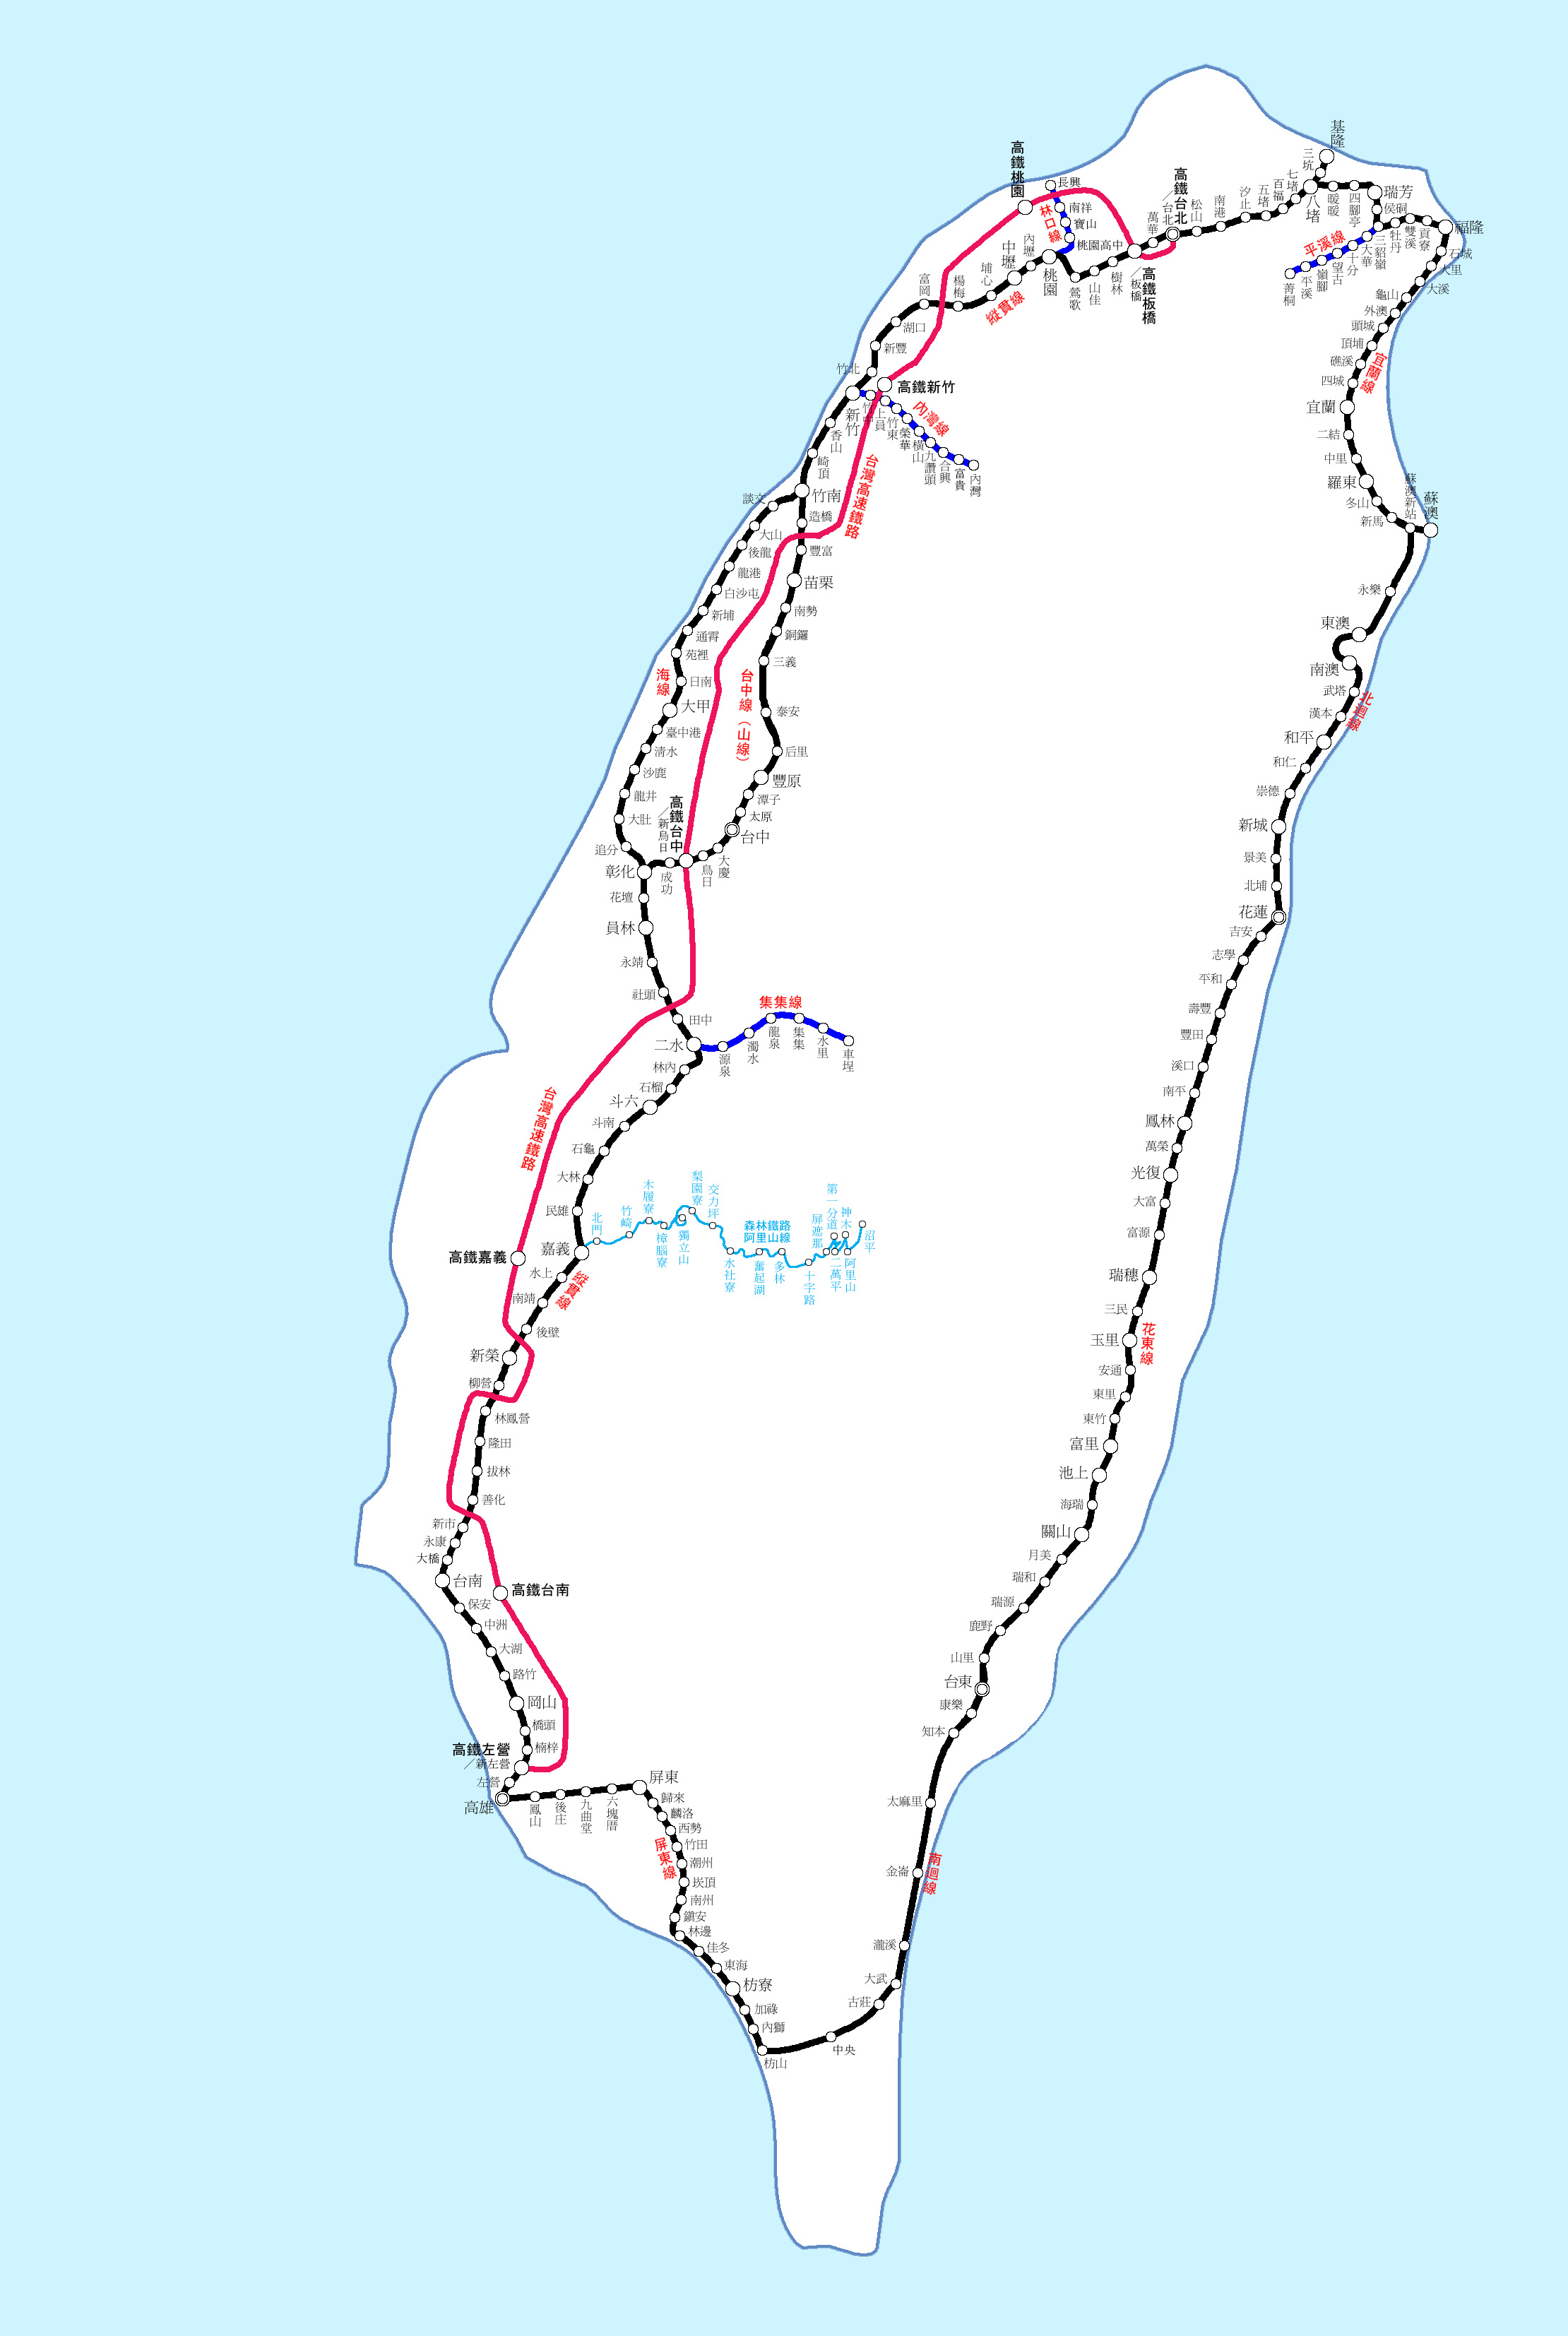 基隆
三坑
七堵
百福
五堵
汐止
南港
松山
高鐵台北
／台北
萬華
八堵
暖暖
四腳亭
瑞芳
侯硐
三貂嶺
牡丹
雙溪
貢寮
福隆
石城
大里
大溪
龜山
外澳
頭城
頂埔
礁溪
四城
宜蘭線
宜蘭
二結
中里
羅東
冬山
新馬
蘇澳新站
蘇澳
平溪線
大華
十分
望古
嶺腳
平溪
菁桐
高鐵板橋
／板橋
樹林
山佳
鶯歌
桃園
桃園高中
寶山
南祥
長興
林口線
高鐵桃園
內壢
中壢
埔心
縱貫線
楊梅
富岡
湖口
新豐
竹北
高鐵新竹
新竹
竹中
上員
竹東
榮華
橫山
九讚頭
合興
富貴
內灣
內灣線
香山
崎頂
台灣高速鐵路
竹南
談文
大山
後龍
龍港
白沙屯
新埔
通霄
苑裡
海線
日南
大甲
臺中港
清水
沙鹿
龍井
大肚
追分
造橋
豐富
苗栗
南勢
銅鑼
三義
台中線（山線）
泰安
后里
豐原
潭子
太原
台中
大慶
烏日
高鐵台中
／新烏日
成功
彰化
花壇
員林
永靖
社頭
田中
二水
集集線
源泉
濁水
龍泉
集集
水里
車埕
林內
石榴
斗六
斗南
石龜
大林
民雄
嘉義
台灣高速鐵路
高鐵嘉義
北門
竹崎
木履寮
樟腦寮
獨立山
梨園寮
交力坪
水社寮
奮起湖
多林
十字路
屏遮那
第一分道
二萬平
神木
阿里山
沼平
森林鐵路
阿里山線
水上
縱貫線
南靖
後壁
新榮
柳營
林鳳營
隆田
拔林
善化
新市
永康
大橋
台南
高鐵台南
保安
中洲
大湖
路竹
岡山
橋頭
楠梓
高鐵左營
／新左營
左營
高雄
鳳山
後庄
九曲堂
六塊厝
屏東
歸來
麟洛
西勢
屏東線
竹田
潮州
崁頂
南州
鎮安
林邊
佳冬
東海
枋寮
加祿
內獅
枋山
中央
古莊
大武
瀧溪
金崙
南迴線
太麻里
知本
康樂
台東
山里
鹿野
瑞源
瑞和
月美
關山
海瑞
池上
富里
東竹
東里
安通
玉里
花東線
三民
瑞穗
富源
大富
光復
萬榮
鳳林
南平
溪口
豐田
壽豐
平和
志學
吉安
花蓮
北埔
景美
新城
崇德
和仁
和平
漢本
北迴線
武塔
南澳
東澳
永樂